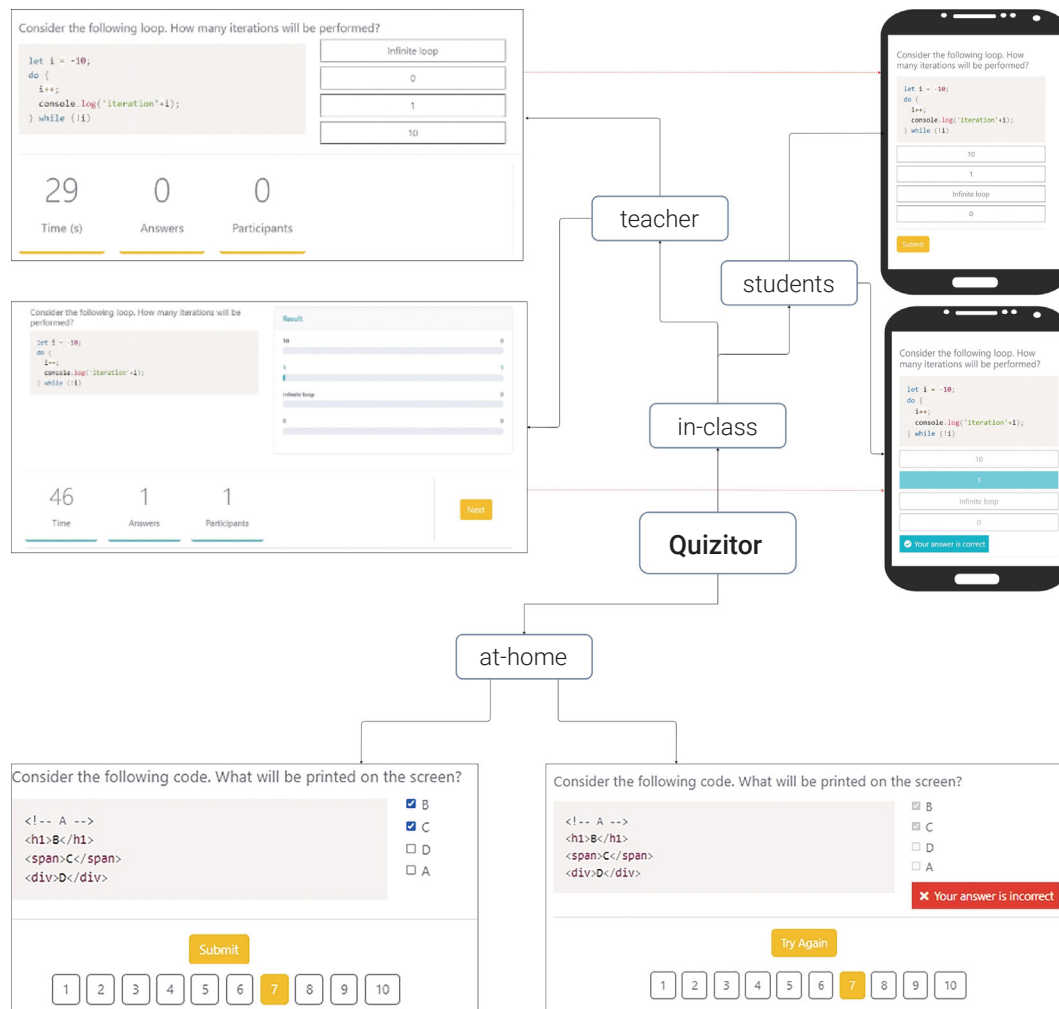 Consider the following loop. How many iterations will be performed?
let i = -10;
do {
i++;
console.log('iteration'+i);
} while (!i)
Infinite loop
0
1
10
29
0
0
Time (s)
Answers
Participants
Consider the following loop. How
many iterations will be performed?
let i = -10;
do {
i++;
console.log('iteration'+i);
} while (!i)
10
1
Infinite loop
0
Submit
teacher
students
Consider the following loop. How many iterations will be
performed?
let i = -10;
do {
i++;
console.log('iteration'+i);
} while (!i)
Result
10 0
1 1
Infinite loop 0
0 0
46
1
1
Time
Answers
Participants
Next
in-class
Consider the following loop. How
many iterations will be performed?
let i = -10;
do {
i++;
console.log('iteration'+i);
} while (!i)
10
1
Infinite loop
0
Your answer is correct
Quizitor
at-home
Consider the following code. What will be printed on the screen?
<!-- A -->
<h1>B</h1>
<span>C</span>
<div>D</div>
B
C
D
A
Submit
1 2 3 4 5 6 7 8 9 10
Consider the following code. What will be printed on the screen?
<!-- A -->
<h1>B</h1>
<span>C</span>
<div>D</div>
B
C
D
A
Your answer is incorrect
Try Again
1 2 3 4 5 6 7 8 9 10